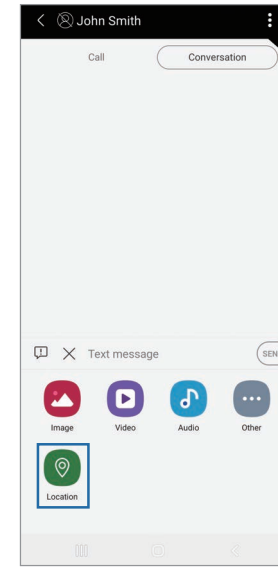 John Smith
Call Conversation
Text message SEN
Image Video Audio Other
Location